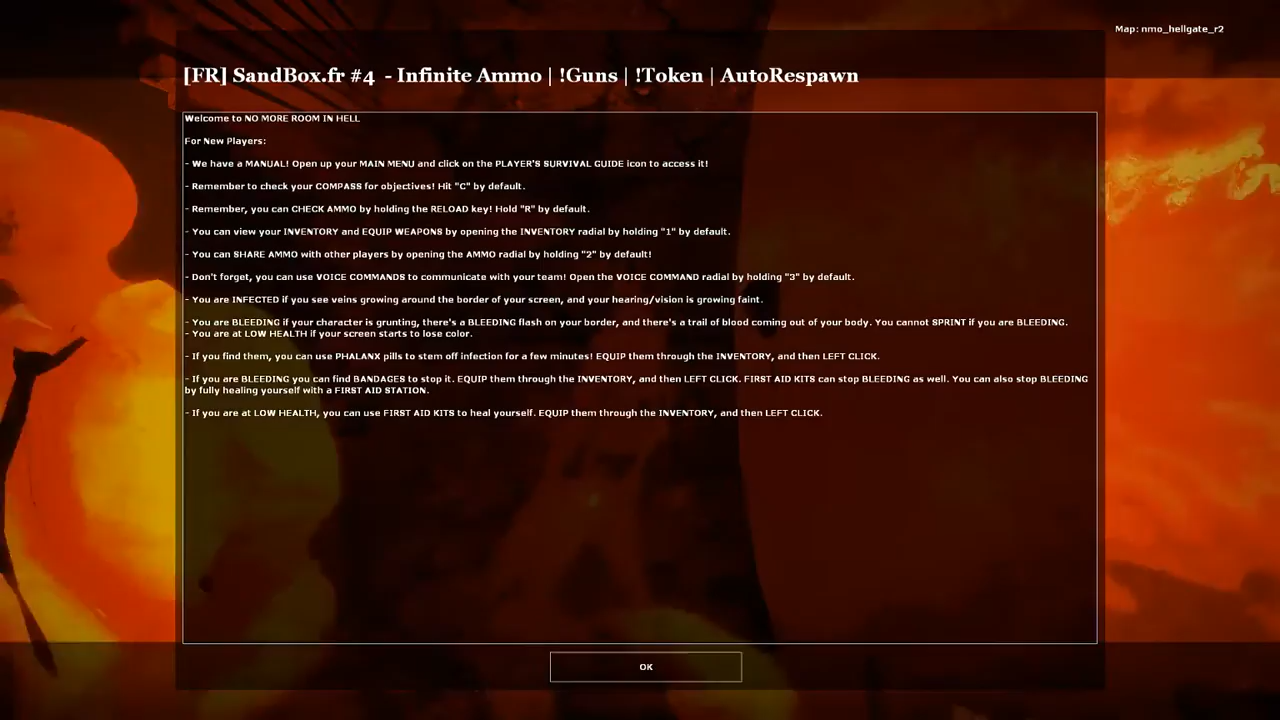 Map: nmo_hellgate_r2
[FR] SandBox.fr #4 - Infinite Ammo | !Guns | !Token | AutoRespawn
Welcome to NO MORE ROOM IN HELL
For New Players:
- We have a MANUAL! Open up your MAIN MENU and click on the PLAYER'S SURVIVAL GUIDE icon to access it!
- Remember to check your COMPASS for objectives! Hit "C" by default.
- Remember, you can CHECK AMMO by holding the RELOAD key! Hold "R" by default.
- You can view your INVENTORY and EQUIP WEAPONS by opening the INVENTORY radial by holding "1" by default.
- You can SHARE AMMO with other players by opening the AMMO radial by holding "2" by default!
- Don't forget, you can use VOICE COMMANDS to communicate with your team! Open the VOICE COMMAND radial by holding "3" by default.
- You are INFECTED if you see veins growing around the border of your screen, and your hearing/vision is growing faint.
- You are BLEEDING if your character is grunting, there's a BLEEDING flash on your border, and there's a trail of blood coming out of your body. You cannot SPRINT if you are BLEEDING.
- You are at LOW HEALTH if your screen starts to lose color.
- If you find them, you can use PHALANX pills to stem off infection for a few minutes! EQUIP them through the INVENTORY, and then LEFT CLICK.
- If you are BLEEDING you can find BANDAGES to stop it. EQUIP them through the INVENTORY, and then LEFT CLICK. FIRST AID KITS can stop BLEEDING as well. You can also stop BLEEDING
by fully healing yourself with a FIRST AID STATION.
- If you are at LOW HEALTH, you can use FIRST AID KITS to heal yourself. EQUIP them through the INVENTORY, and then LEFT CLICK.
OK